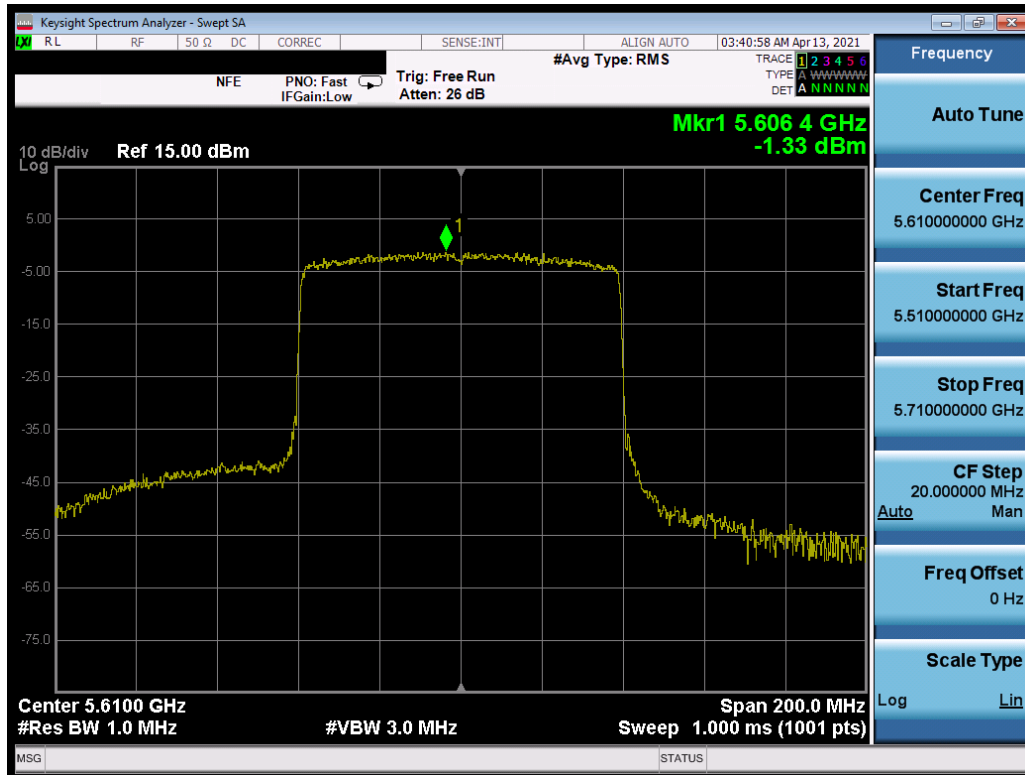 Keysight Spectrum Analyzer - Swept SA
LXI RL RF 50 Ω DC CORREC SENSE:INT ALIGN AUTO 03:40:58 AM Apr 13, 2021
#Avg Type: RMS TRACE 1 2 3 4 5 6
NFE PNO: Fast Trig: Free Run TYPE A WWWWW
IFGain:Low Atten: 26 dB DET A N N N N N
Mkr1 5.606 4 GHz
10 dB/div Ref 15.00 dBm -1.33 dBm
Log
1
5.00
-5.00
-15.0
-25.0
-35.0
-45.0
-55.0
-65.0
-75.0
Center 5.6100 GHz Span 200.0 MHz
#Res BW 1.0 MHz #VBW 3.0 MHz Sweep 1.000 ms (1001 pts)
MSG STATUS
Frequency
Auto Tune
Center Freq
5.610000000 GHz
Start Freq
5.510000000 GHz
Stop Freq
5.710000000 GHz
CF Step
20.000000 MHz
Auto Man
Freq Offset
0 Hz
Scale Type
Log Lin